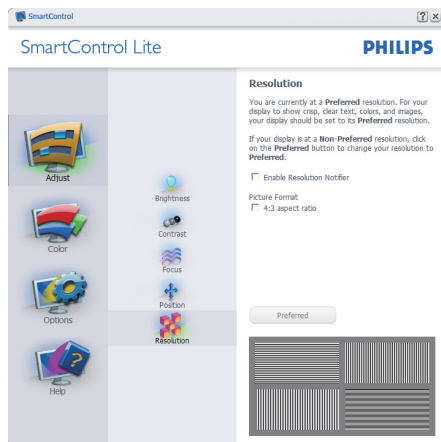 SmartControl
SmartControl Lite
PHILIPS
Adjust
Color
Options
Help
Brightness
Contrast
Focus
Position
Resolution
Resolution
You are currently at a Preferred resolution. For your
display to show crisp, clear text, colors, and images,
your display should be set to its Preferred resolution.
If your display is at a Non-Preferred resolution, click
on the Preferred button to change your resolution to
Preferred.
Enable Resolution Notifier
Picture Format
4:3 aspect ratio
Preferred